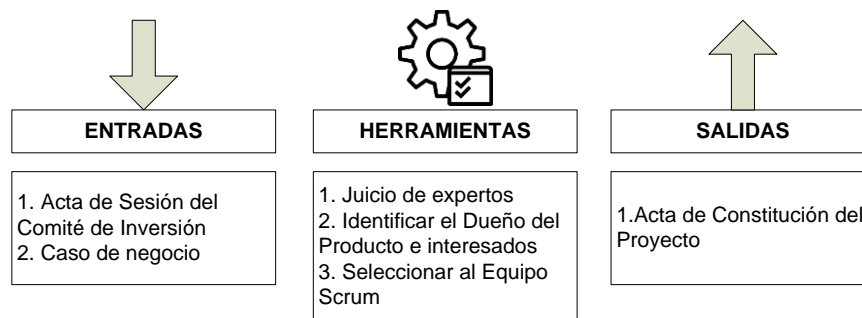 ENTRADAS
1. Acta de Sesión del
Comité de Inversión
2. Caso de negocio
HERRAMIENTAS
1. Juicio de expertos
2. Identificar el Dueño del
Producto e interesados
3. Seleccionar al Equipo
Scrum
SALIDAS
1.Acta de Constitución del
Proyecto